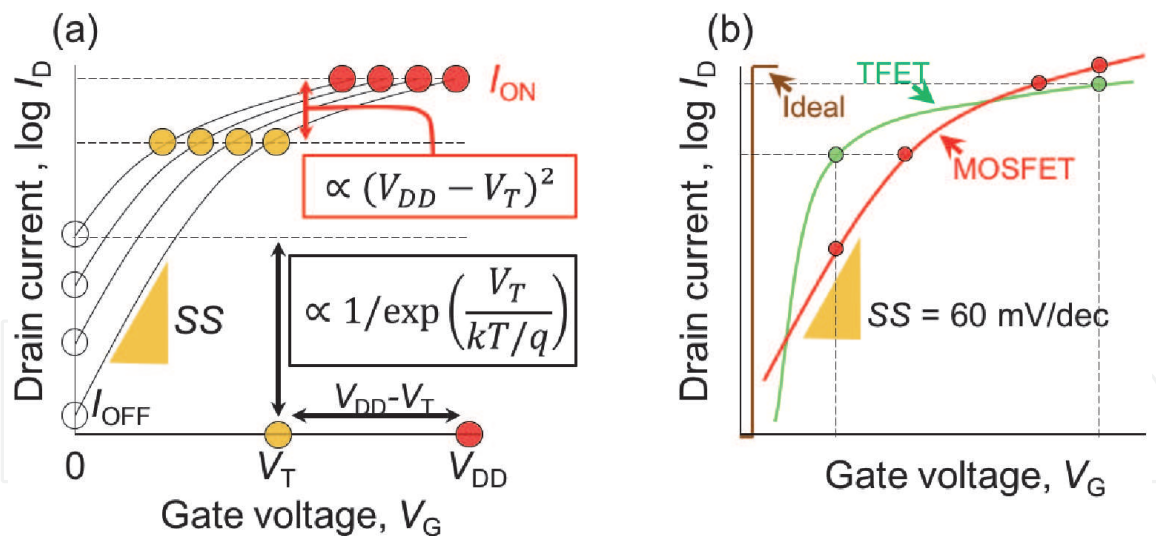 (a)
Drain current, log I_D
I_ON
∝ (V_DD − V_T)^2
∝ 1/exp(V_T / kT/q)
SS
I_OFF
V_DD-V_T
0
V_T
V_DD
Gate voltage, V_G
(b)
Drain current, log I_D
TFET
Ideal
MOSFET
SS = 60 mV/dec
Gate voltage, V_G